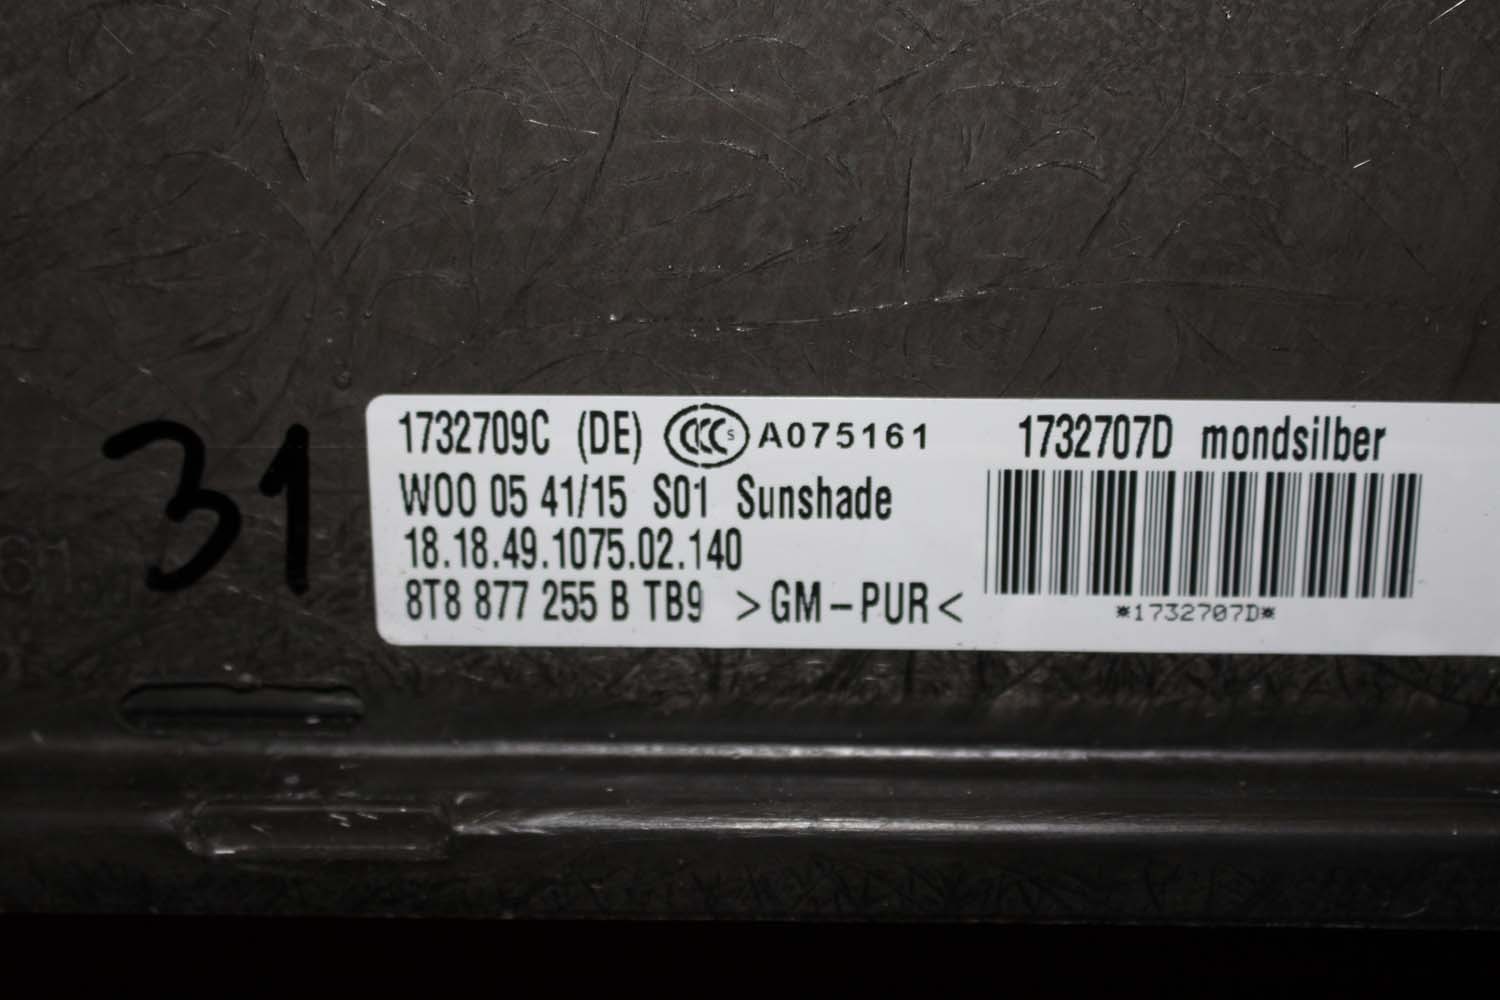 31
1732709C (DE) CCC S A075161 1732707D mondsilber
W00 05 41/15 S01 Sunshade
18.18.49.1075.02.140
8T8 877 255 B TB9 >GM-PUR<
*1732707D*